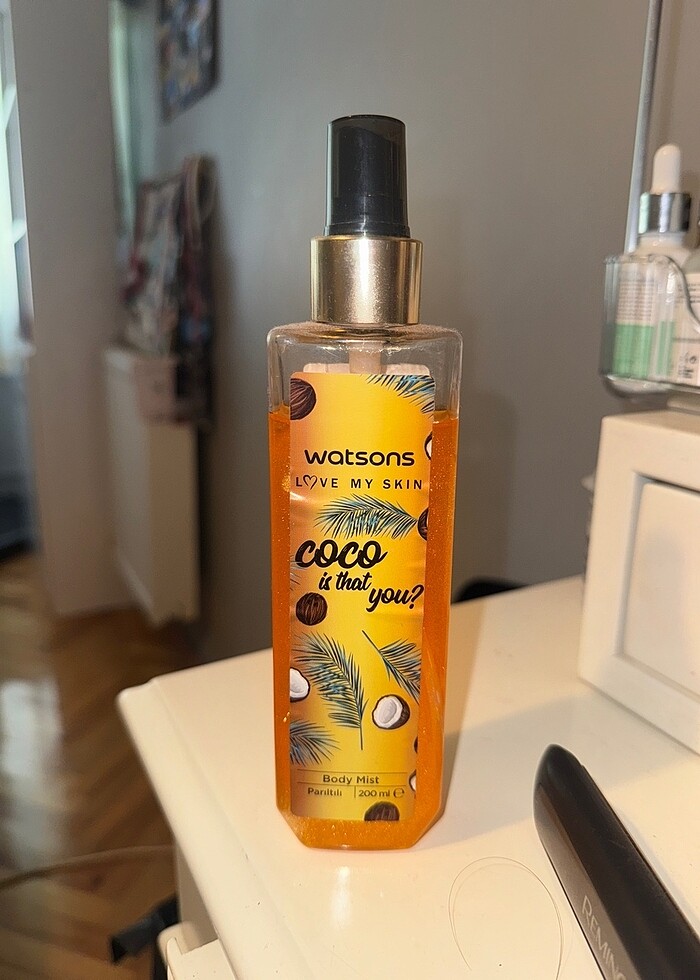 watsons
LOVE MY SKIN
coco
is that
you?
Body Mist
Parıltılı 200 ml ℮